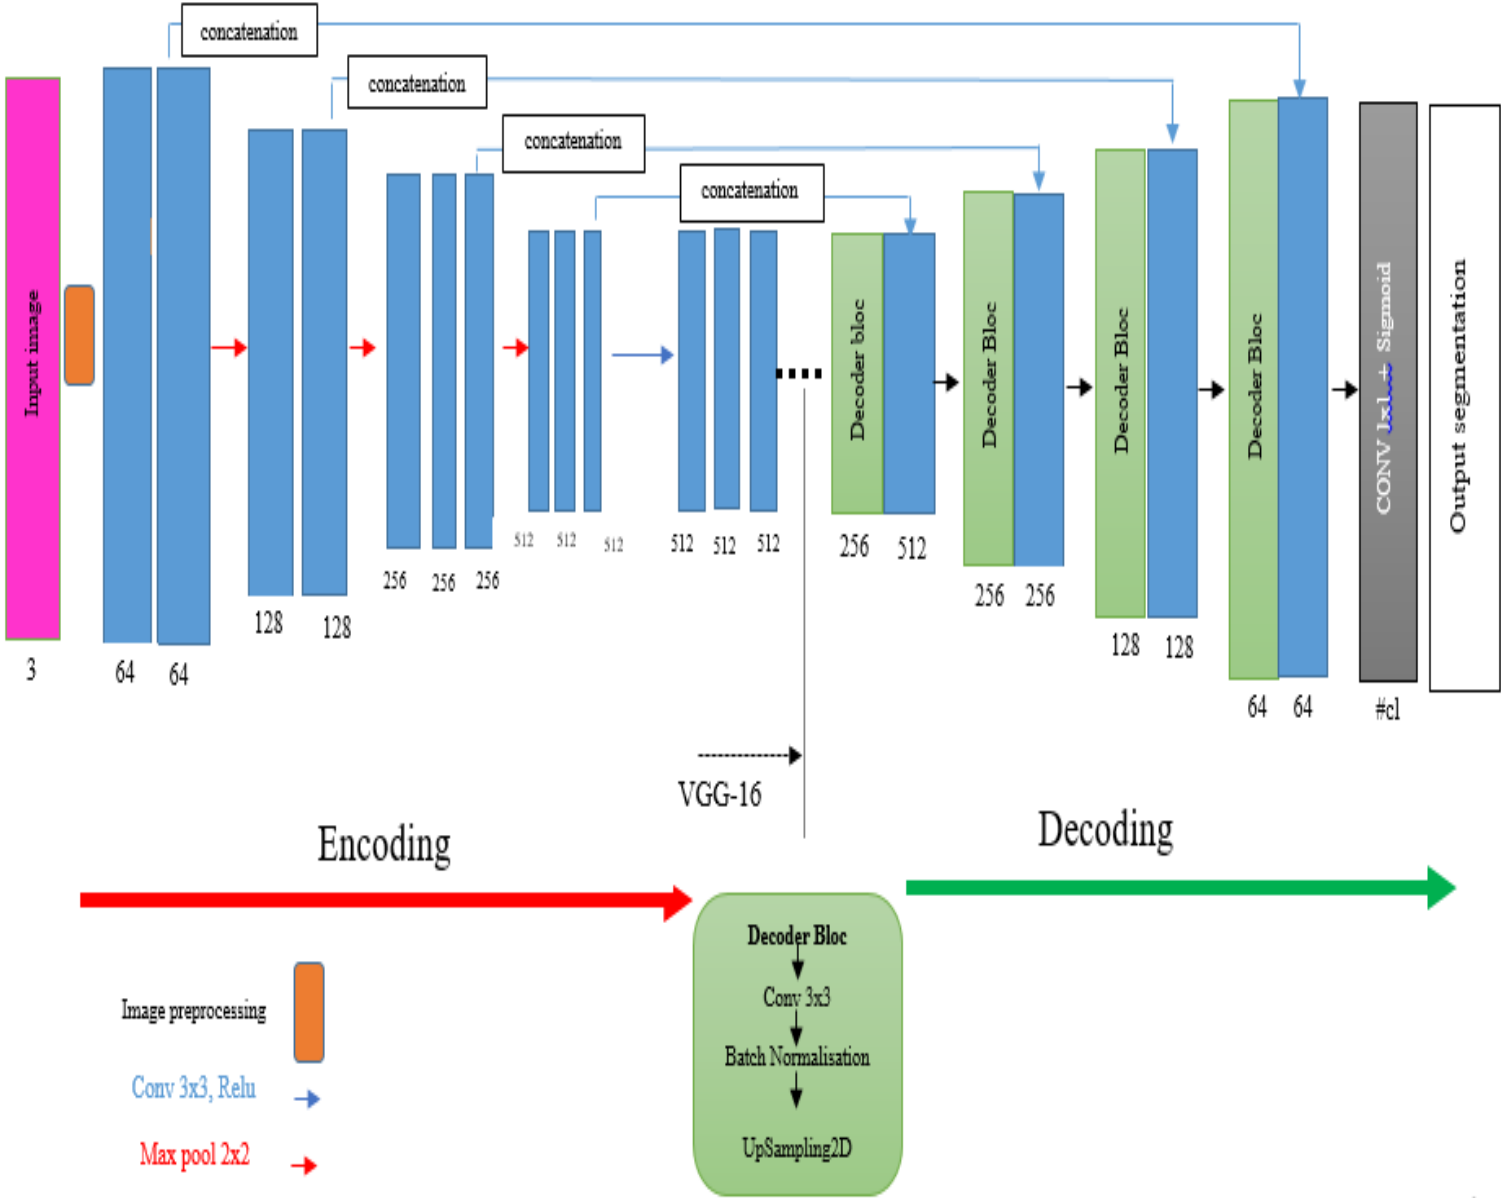 concatenation
concatenation
concatenation
concatenation
Input image
Decoder bloc
Decoder Bloc
Decoder Bloc
Decoder Bloc
CONV 1x1 + Sigmoid
Output segmentation
3
64
64
128
128
256
256
256
512
512
512
512
512
512
256
512
256
256
128
128
64
64
#cl
VGG-16
Encoding
Decoding
Decoder Bloc
Conv 3x3
Batch Normalisation
UpSampling2D
Image preprocessing
Conv 3x3, Relu
Max pool 2x2